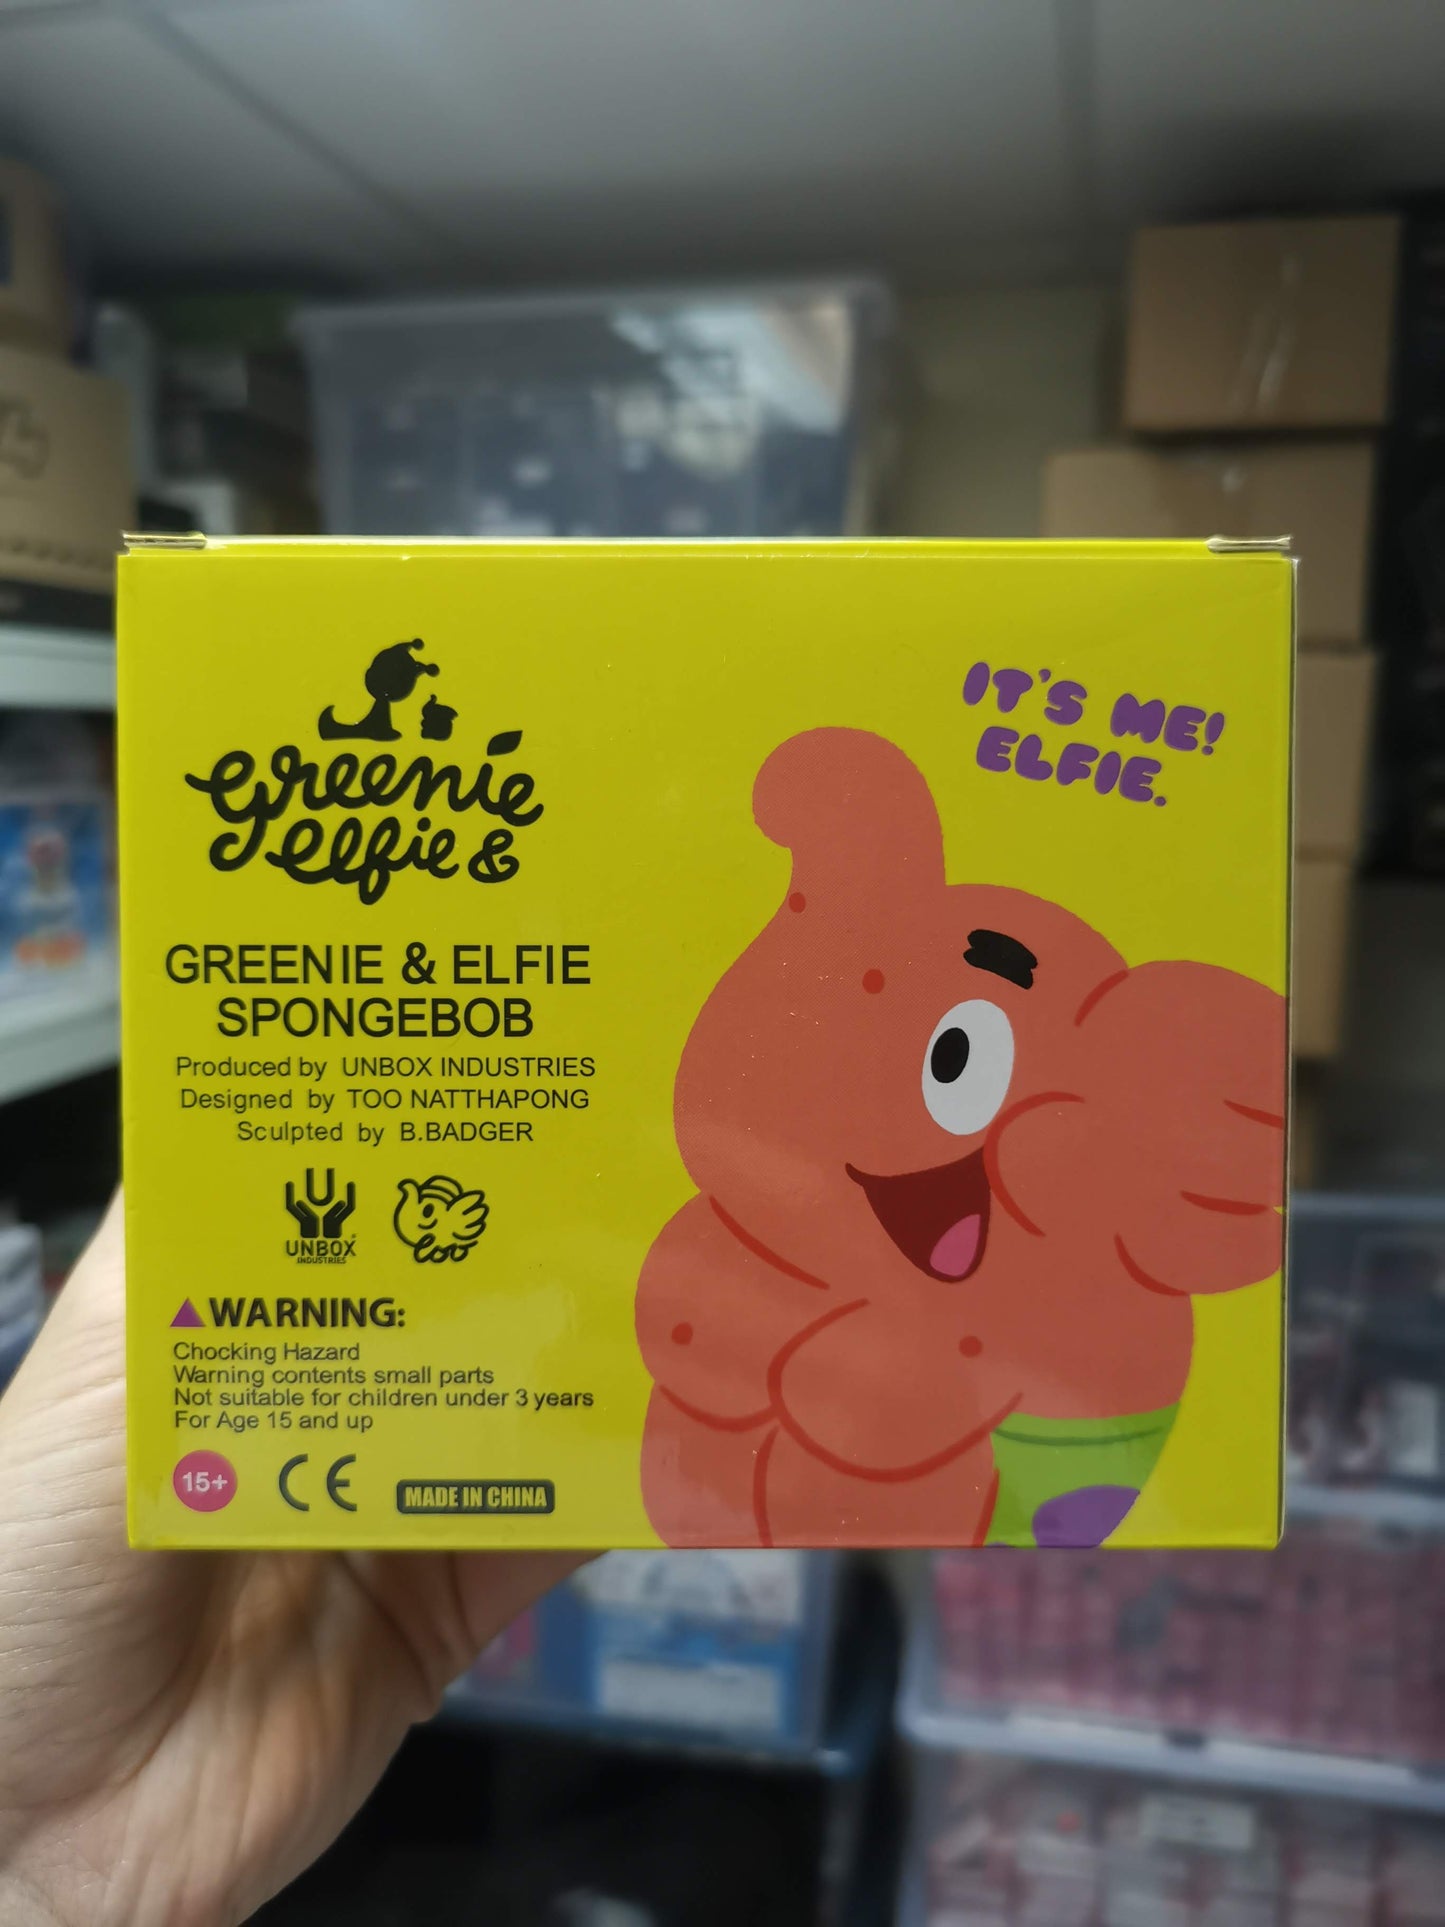 greenie
& elfie
IT'S ME!
ELFIE.
GREENIE & ELFIE
SPONGEBOB
Produced by UNBOX INDUSTRIES
Designed by TOO NATTHAPONG
Sculpted by B.BADGER
UNBOX
INDUSTRIES
too
WARNING:
Chocking Hazard
Warning contents small parts
Not suitable for children under 3 years
For Age 15 and up
15+
CE
MADE IN CHINA